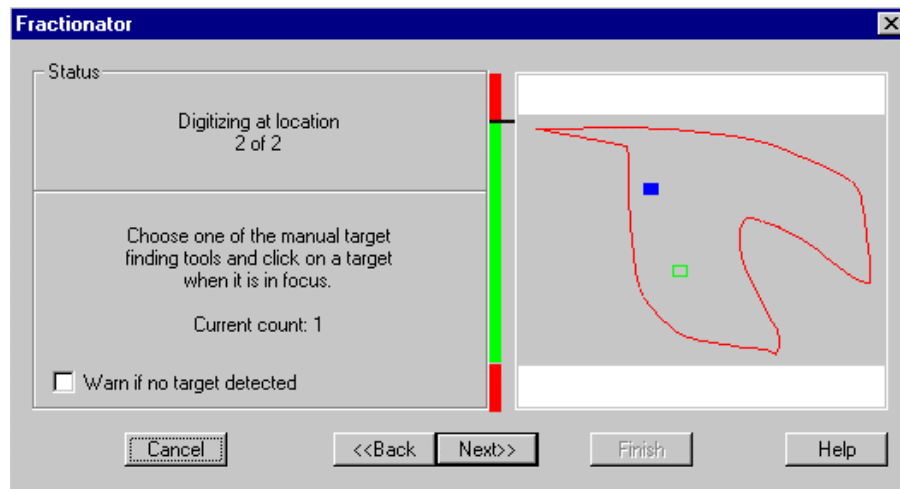 Fractionator
Status
Digitizing at location
2 of 2
Choose one of the manual target
finding tools and click on a target
when it is in focus.
Current count: 1
Warn if no target detected
Cancel
<<Back
Next>>
Finish
Help